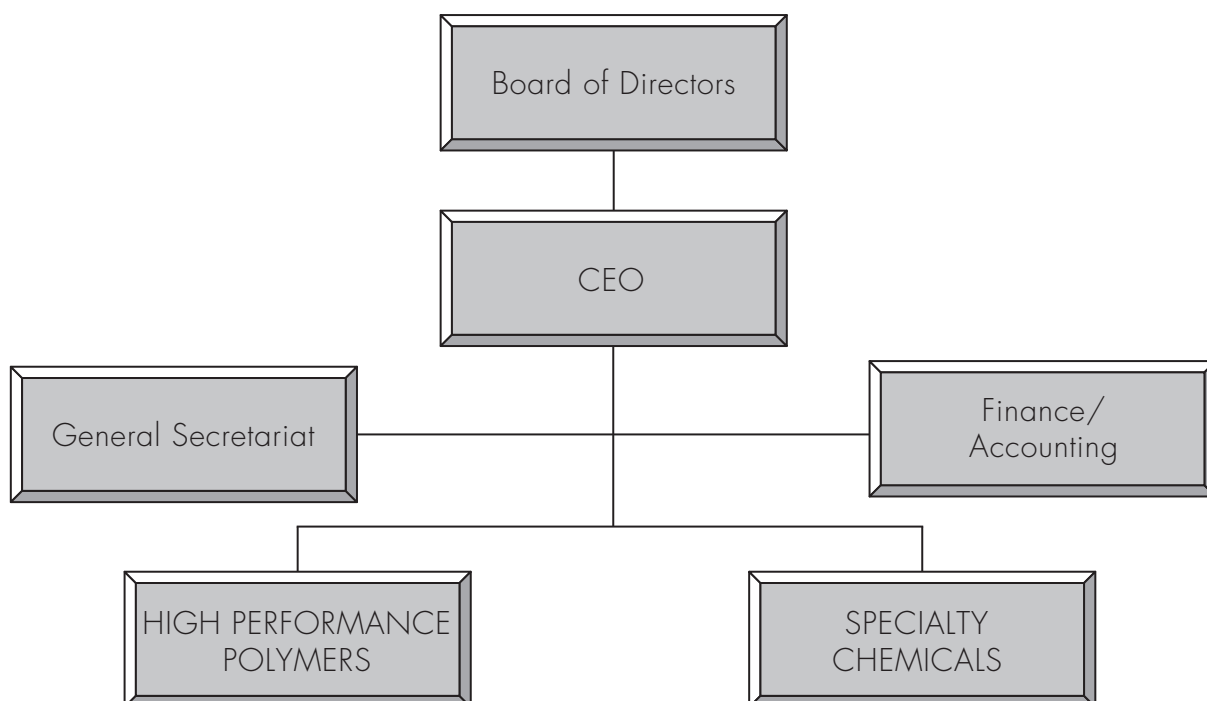 Board of Directors
CEO
General Secretariat
Finance/
Accounting
HIGH PERFORMANCE
POLYMERS
SPECIALTY
CHEMICALS